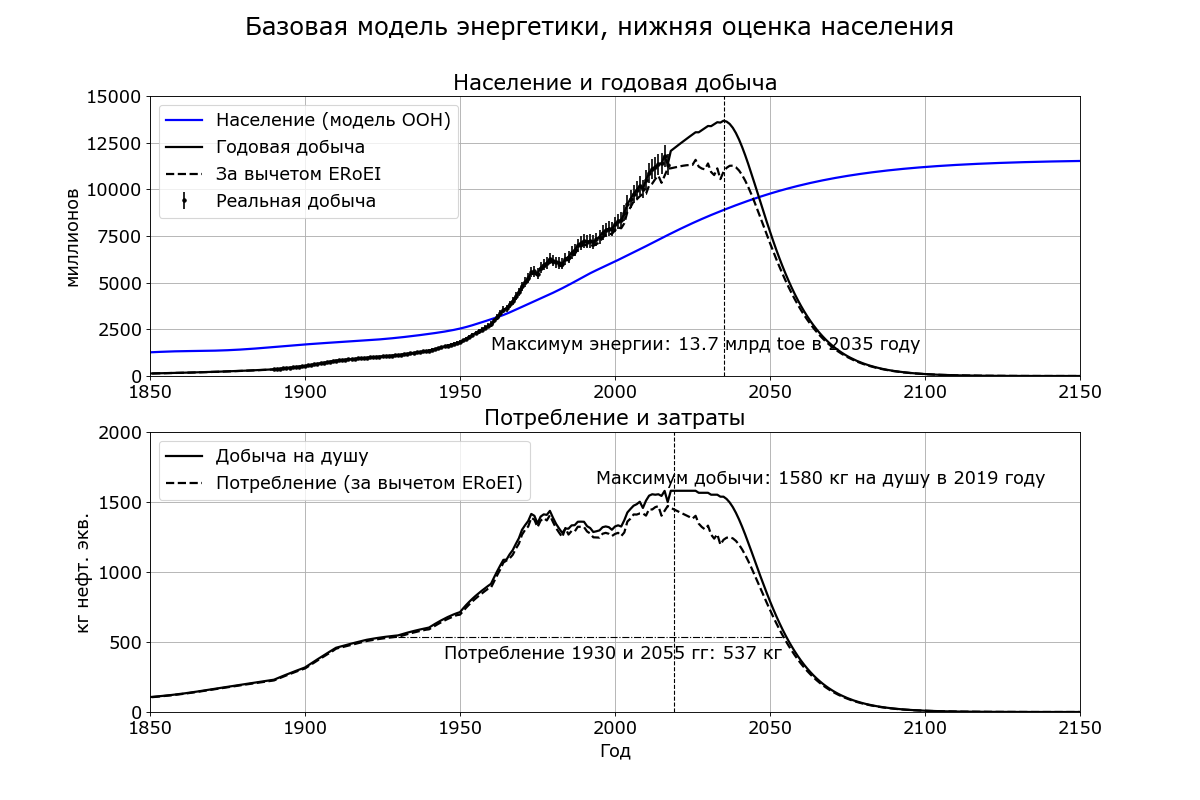 Базовая модель энергетики, нижняя оценка населения
Население и годовая добыча
15000
12500
10000
7500
5000
2500
0
миллионов
Население (модель ООН)
Годовая добыча
За вычетом ERoEI
Реальная добыча
Максимум энергии: 13.7 млрд toe в 2035 году
1850 1900 1950 2000 2050 2100 2150
Потребление и затраты
2000
1500
1000
500
0
кг нефт. экв.
Добыча на душу
Потребление (за вычетом ERoEI)
Максимум добычи: 1580 кг на душу в 2019 году
Потребление 1930 и 2055 гг: 537 кг
1850 1900 1950 2000 2050 2100 2150
Год